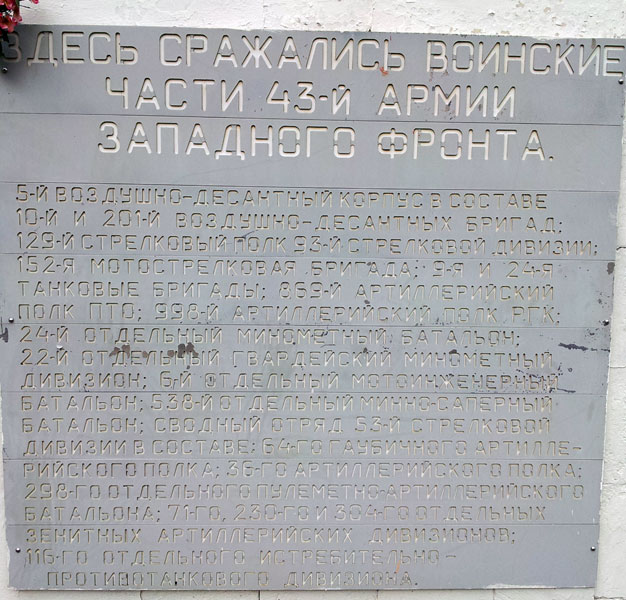 ЗДЕСЬ СРАЖАЛИСЬ ВОИНСКИЕ
ЧАСТИ 43-Й АРМИИ
ЗАПАДНОГО ФРОНТА.
5-Й ВОЗДУШНО-ДЕСАНТНЫЙ КОРПУС В СОСТАВЕ
10-Й И 201-Й ВОЗДУШНО-ДЕСАНТНЫХ БРИГАД;
129-Й СТРЕЛКОВЫЙ ПОЛК 93-Й СТРЕЛКОВОЙ ДИВИЗИИ;
152-Я МОТОСТРЕЛКОВАЯ БРИГАДА; 9-Я И 24-Я
ТАНКОВЫЕ БРИГАДЫ; 869-Й АРТИЛЛЕРИЙСКИЙ
ПОЛК ПТО; 998-Й АРТИЛЛЕРИЙСКИЙ ПОЛК РГК;
24-Й ОТДЕЛЬНЫЙ МИНОМЕТНЫЙ БАТАЛЬОН;
22-Й ОТДЕЛЬНЫЙ ГВАРДЕЙСКИЙ МИНОМЕТНЫЙ
ДИВИЗИОН; 6-Й ОТДЕЛЬНЫЙ МОТОИНЖЕНЕРНЫЙ
БАТАЛЬОН; 538-Й ОТДЕЛЬНЫЙ МИННО-САПЕРНЫЙ
БАТАЛЬОН; СВОДНЫЙ ОТРЯД 53-Й СТРЕЛКОВОЙ
ДИВИЗИИ В СОСТАВЕ: 64-ГО ГАУБИЧНОГО АРТИЛЛЕ-
РИЙСКОГО ПОЛКА; 36-ГО АРТИЛЛЕРИЙСКОГО ПОЛКА;
298-ГО ОТДЕЛЬНОГО ПУЛЕМЕТНО-АРТИЛЛЕРИЙСКОГО
БАТАЛЬОНА; 71-ГО, 230-ГО И 304-ГО ОТДЕЛЬНЫХ
ЗЕНИТНЫХ АРТИЛЛЕРИЙСКИХ ДИВИЗИОНОВ;
116-ГО ОТДЕЛЬНОГО ИСТРЕБИТЕЛЬНО-
ПРОТИВОТАНКОВОГО ДИВИЗИОНА.